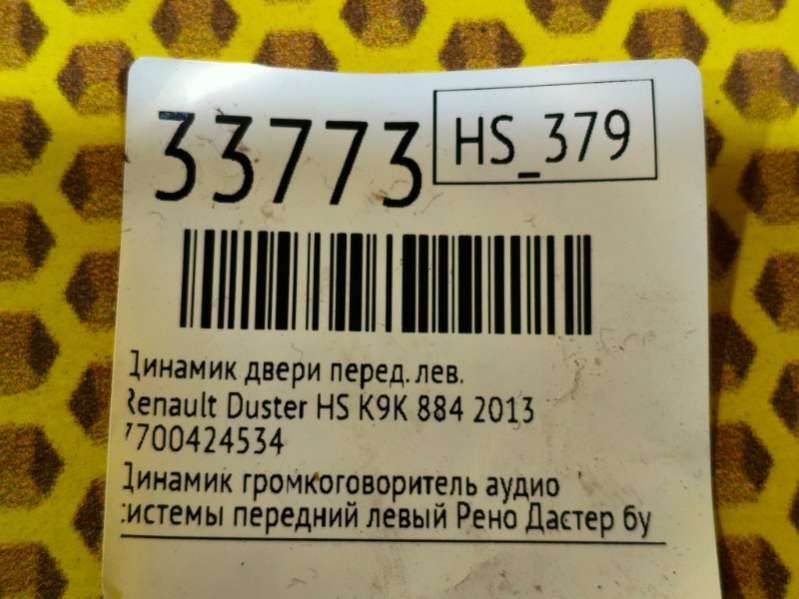 33773
HS_379
Динамик двери перед. лев.
Renault Duster HS K9K 884 2013
7700424534
Динамик громкоговоритель аудио
системы передний левый Рено Дастер бу